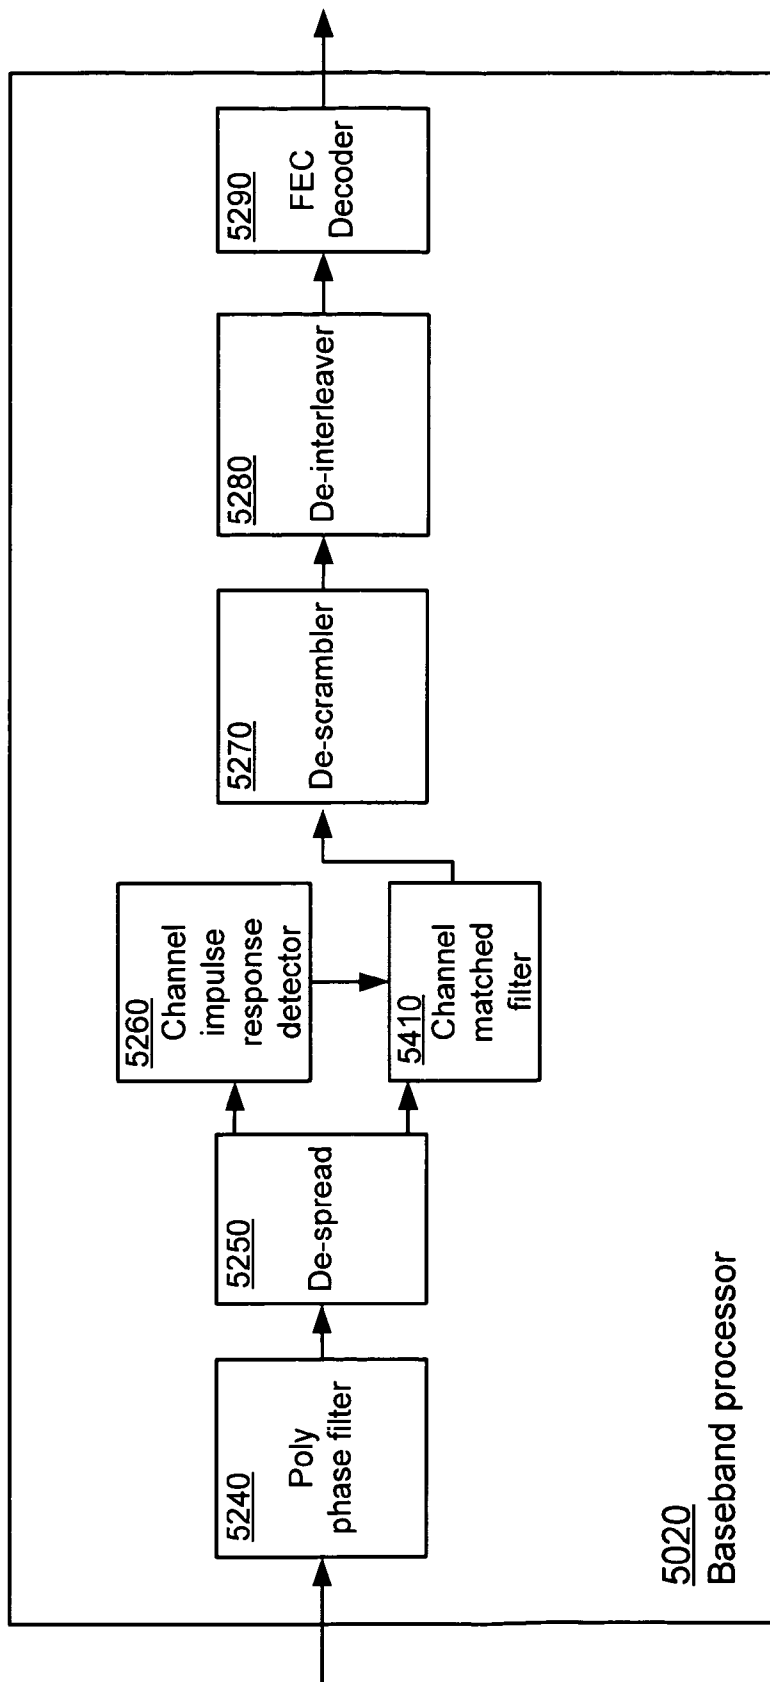 5240
Poly
phase filter
5250
De-spread
5260
Channel
impulse
response
detector
5410
Channel
matched
filter
5270
De-scrambler
5280
De-interleaver
5290
FEC
Decoder
5020
Baseband processor